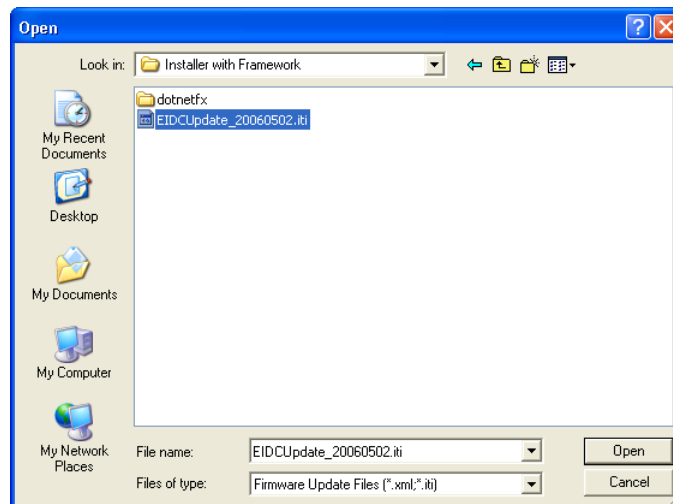 Open
Look in: Installer with Framework
dotnetfx
EIDCUpdate_20060502.iti
My Recent
Documents
Desktop
My Documents
My Computer
My Network
Places
File name: EIDCUpdate_20060502.iti Open
Files of type: Firmware Update Files (*.xml;*.iti) Cancel